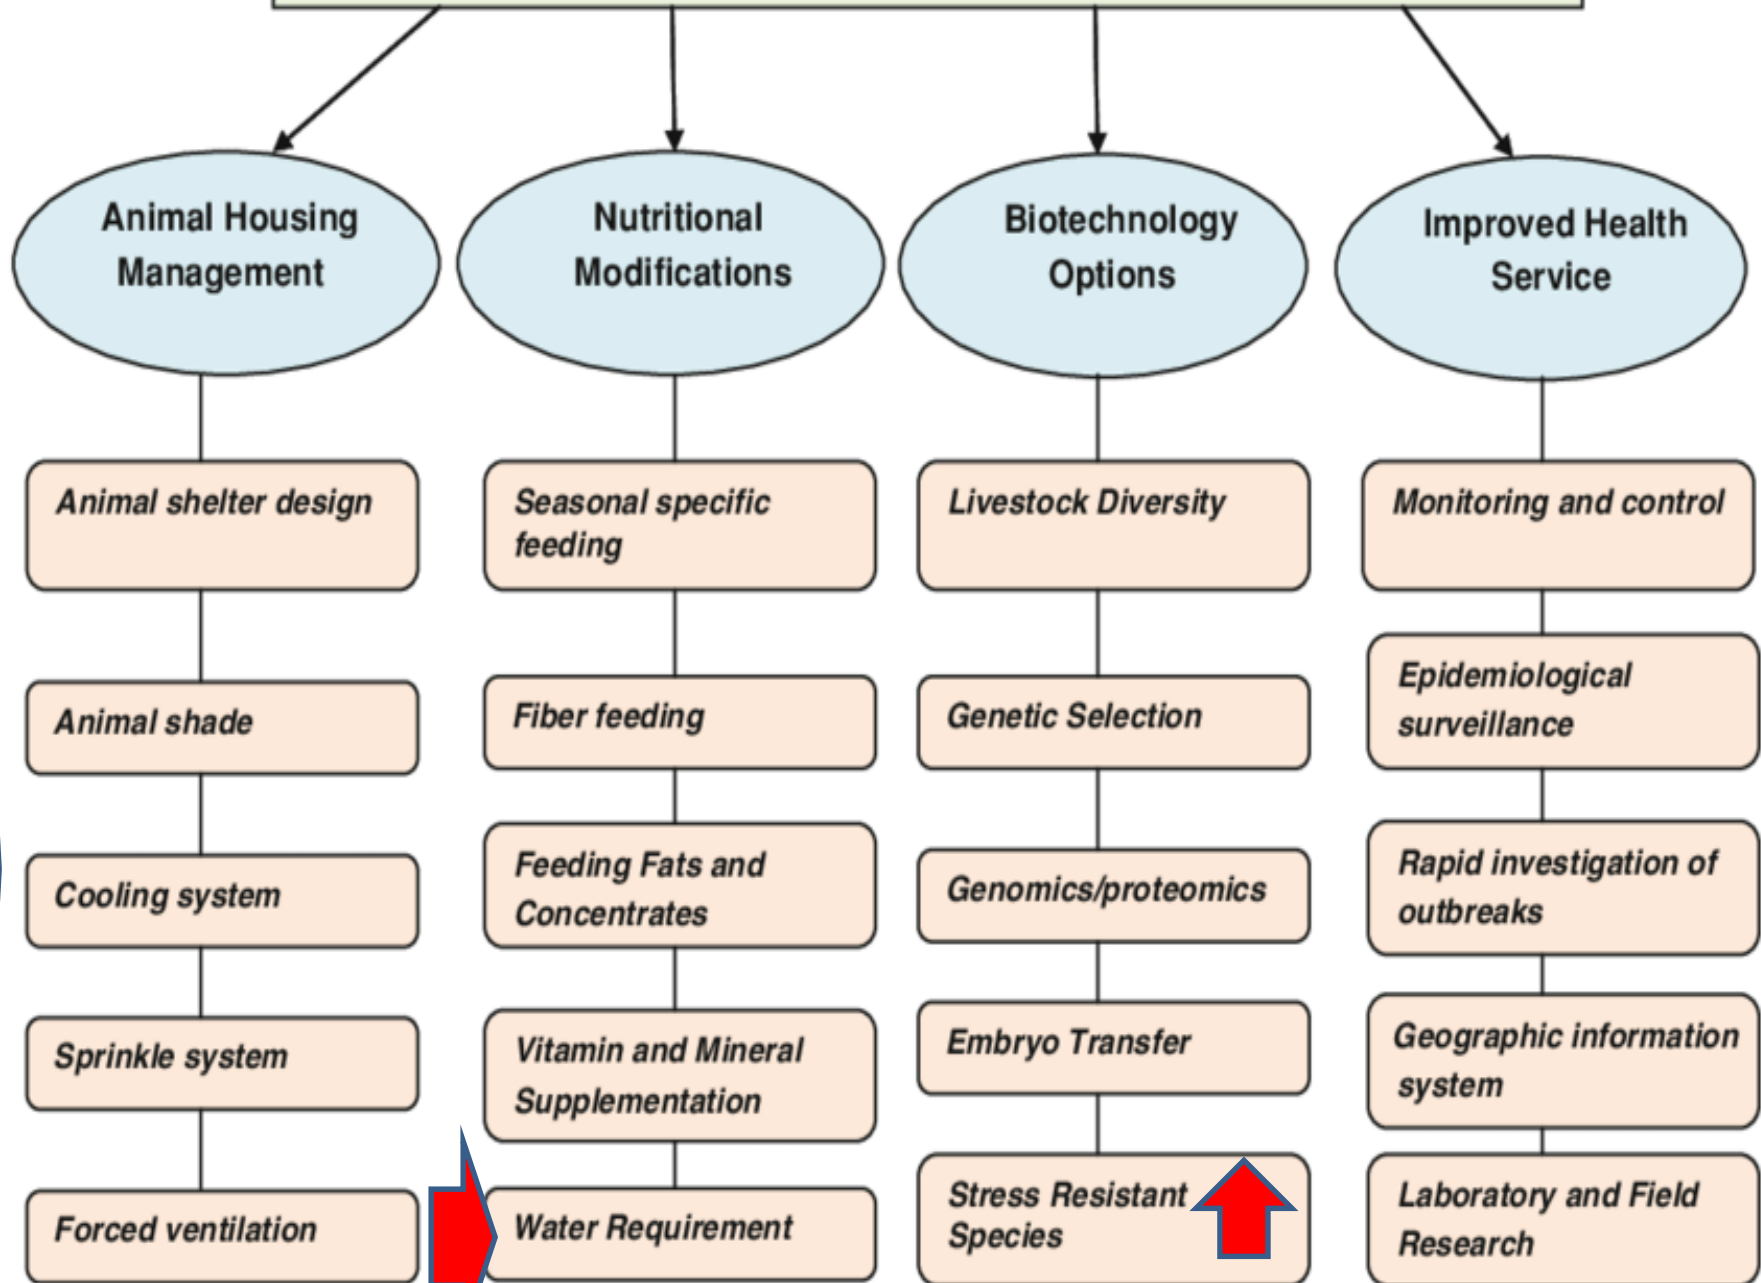 Animal Housing
Management
Nutritional
Modifications
Biotechnology
Options
Improved Health
Service
Animal shelter design
Animal shade
Cooling system
Sprinkle system
Forced ventilation
Seasonal specific
feeding
Fiber feeding
Feeding Fats and
Concentrates
Vitamin and Mineral
Supplementation
Water Requirement
Livestock Diversity
Genetic Selection
Genomics/proteomics
Embryo Transfer
Stress Resistant
Species
Monitoring and control
Epidemiological
surveillance
Rapid investigation of
outbreaks
Geographic information
system
Laboratory and Field
Research